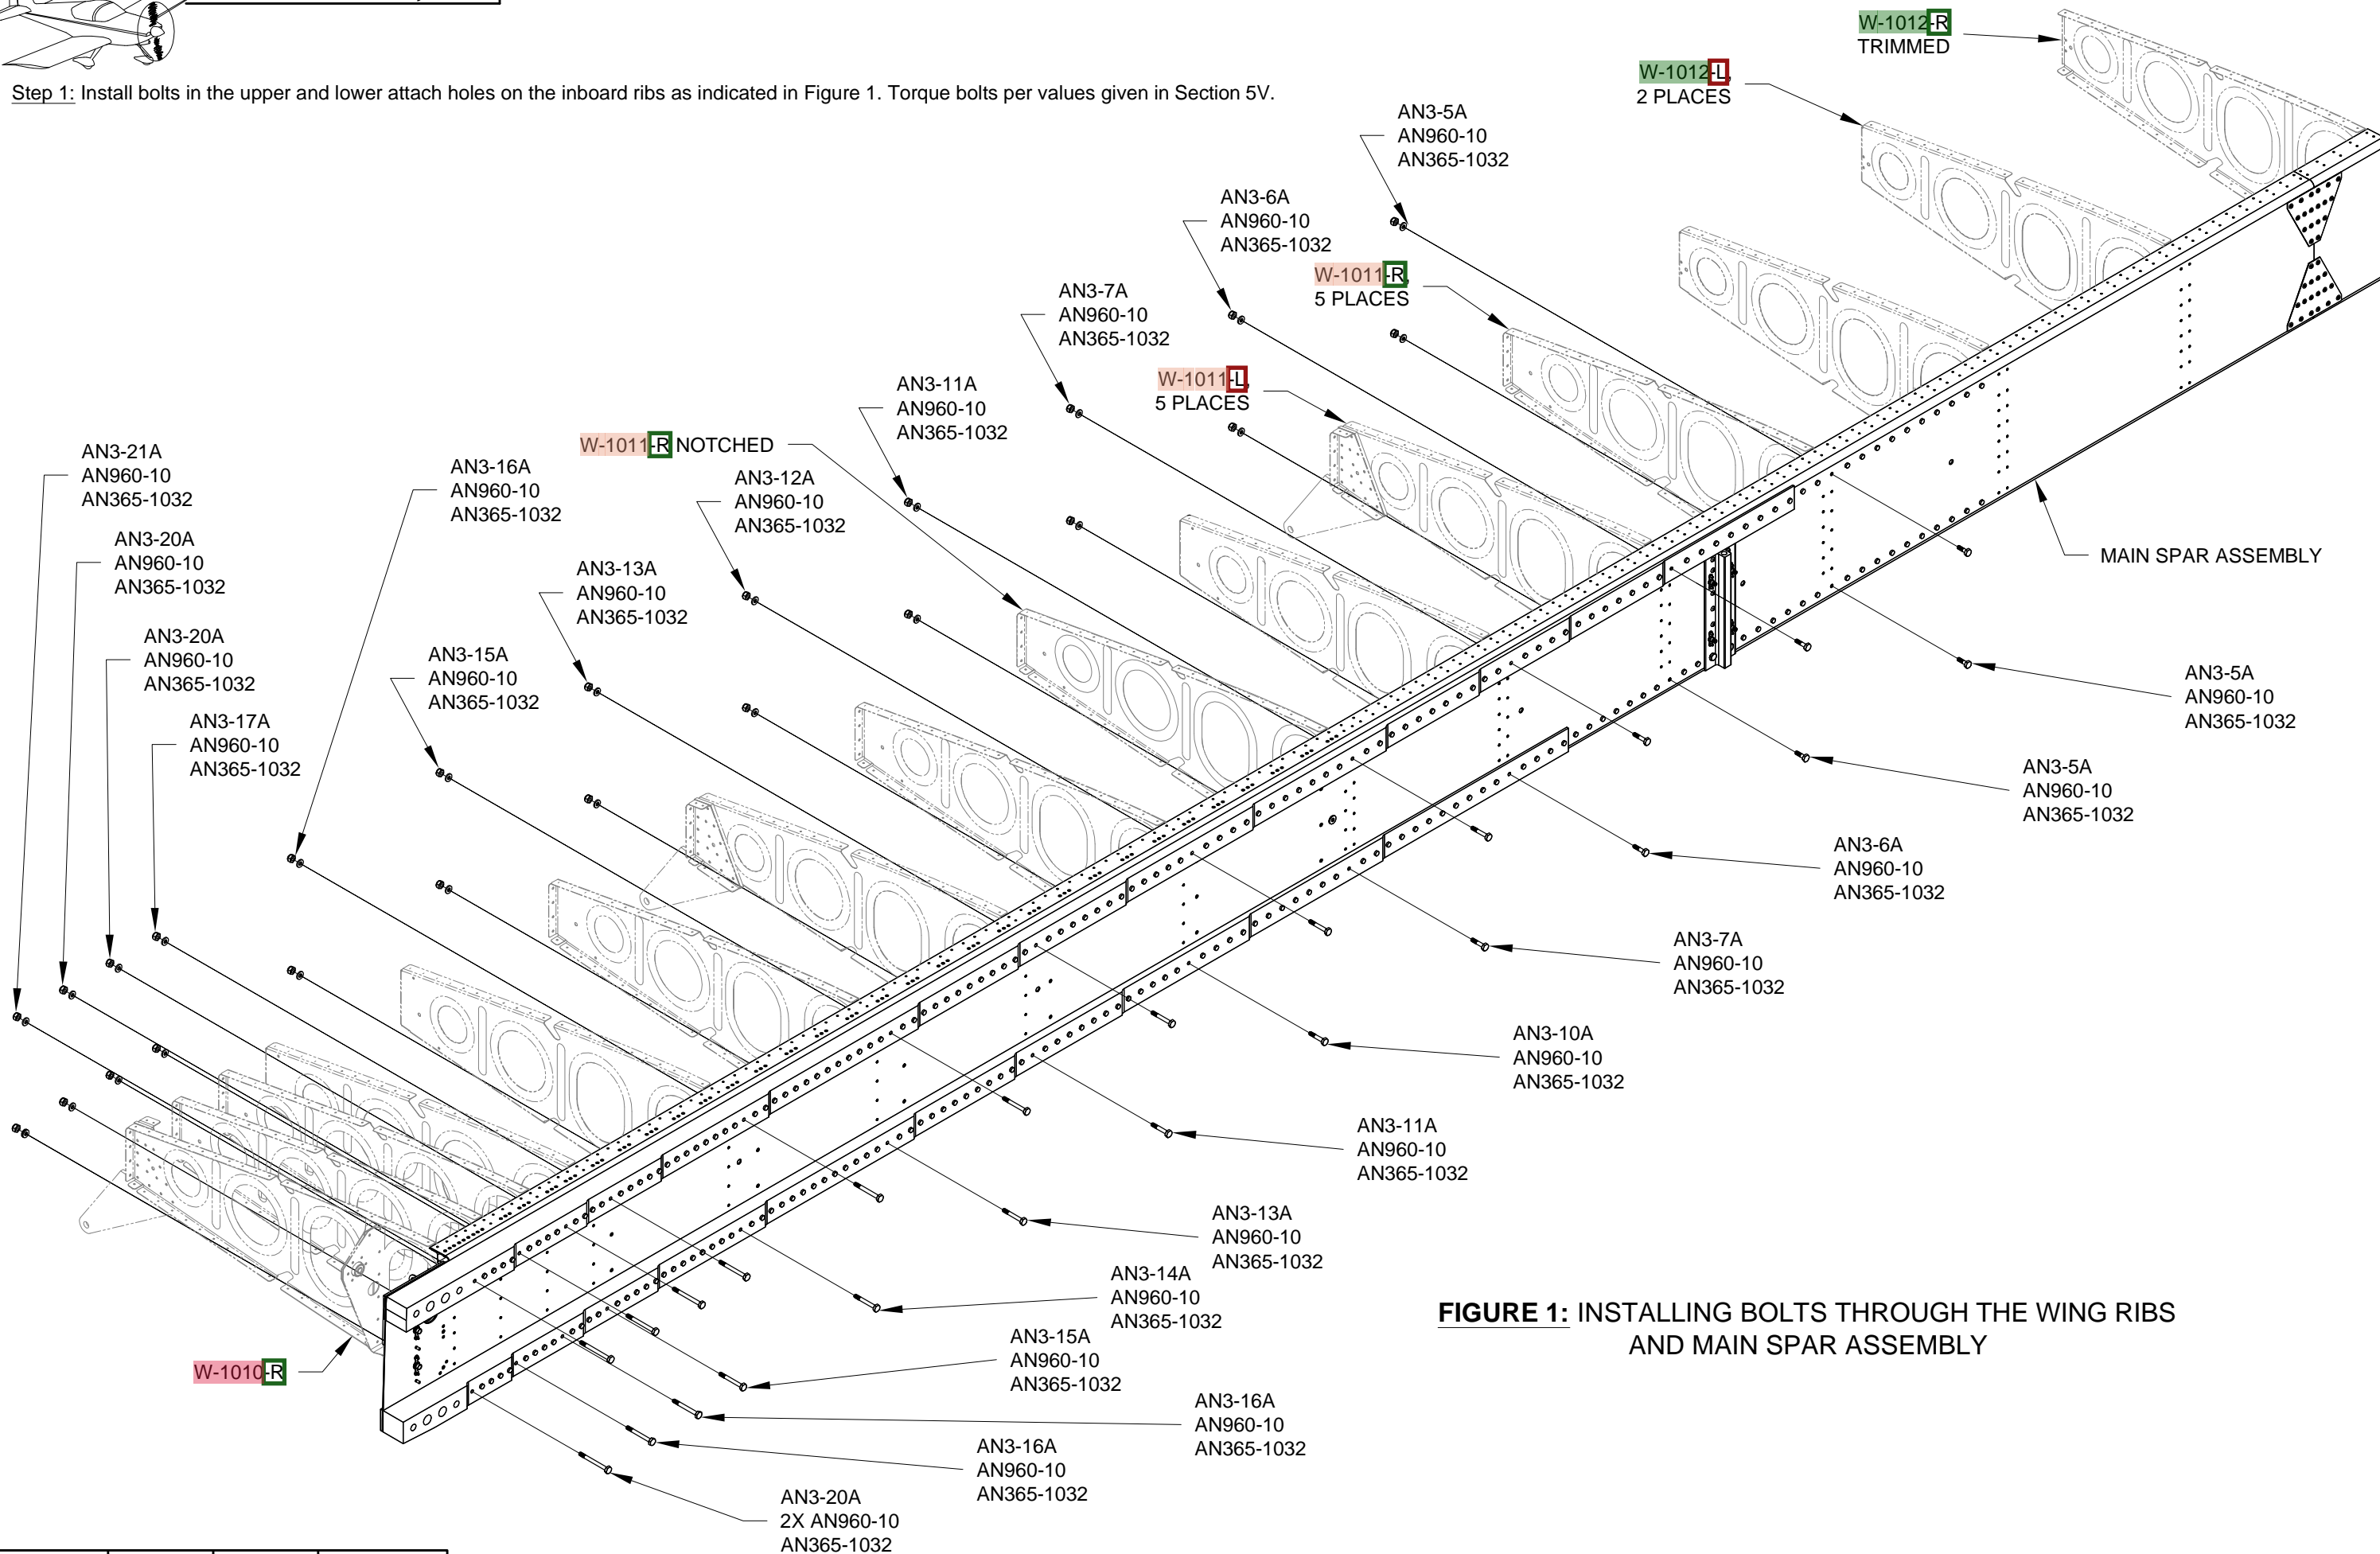 Step 1: Install bolts in the upper and lower attach holes on the inboard ribs as indicated in Figure 1. Torque bolts per values given in Section 5V.
W-1012-R
TRIMMED
W-1012-L,
2 PLACES
AN3-5A
AN960-10
AN365-1032
AN3-6A
AN960-10
AN365-1032
W-1011-R,
5 PLACES
AN3-7A
AN960-10
AN365-1032
W-1011-L,
5 PLACES
AN3-11A
AN960-10
AN365-1032
W-1011-R NOTCHED
AN3-12A
AN960-10
AN365-1032
AN3-16A
AN960-10
AN365-1032
AN3-21A
AN960-10
AN365-1032
AN3-20A
AN960-10
AN365-1032
AN3-13A
AN960-10
AN365-1032
AN3-20A
AN960-10
AN365-1032
AN3-15A
AN960-10
AN365-1032
AN3-17A
AN960-10
AN365-1032
MAIN SPAR ASSEMBLY
AN3-5A
AN960-10
AN365-1032
AN3-5A
AN960-10
AN365-1032
AN3-6A
AN960-10
AN365-1032
AN3-7A
AN960-10
AN365-1032
AN3-10A
AN960-10
AN365-1032
AN3-11A
AN960-10
AN365-1032
AN3-13A
AN960-10
AN365-1032
AN3-14A
AN960-10
AN365-1032
AN3-15A
AN960-10
AN365-1032
AN3-16A
AN960-10
AN365-1032
AN3-16A
AN960-10
AN365-1032
AN3-20A
2X AN960-10
AN365-1032
W-1010-R
FIGURE 1: INSTALLING BOLTS THROUGH THE WING RIBS
AND MAIN SPAR ASSEMBLY